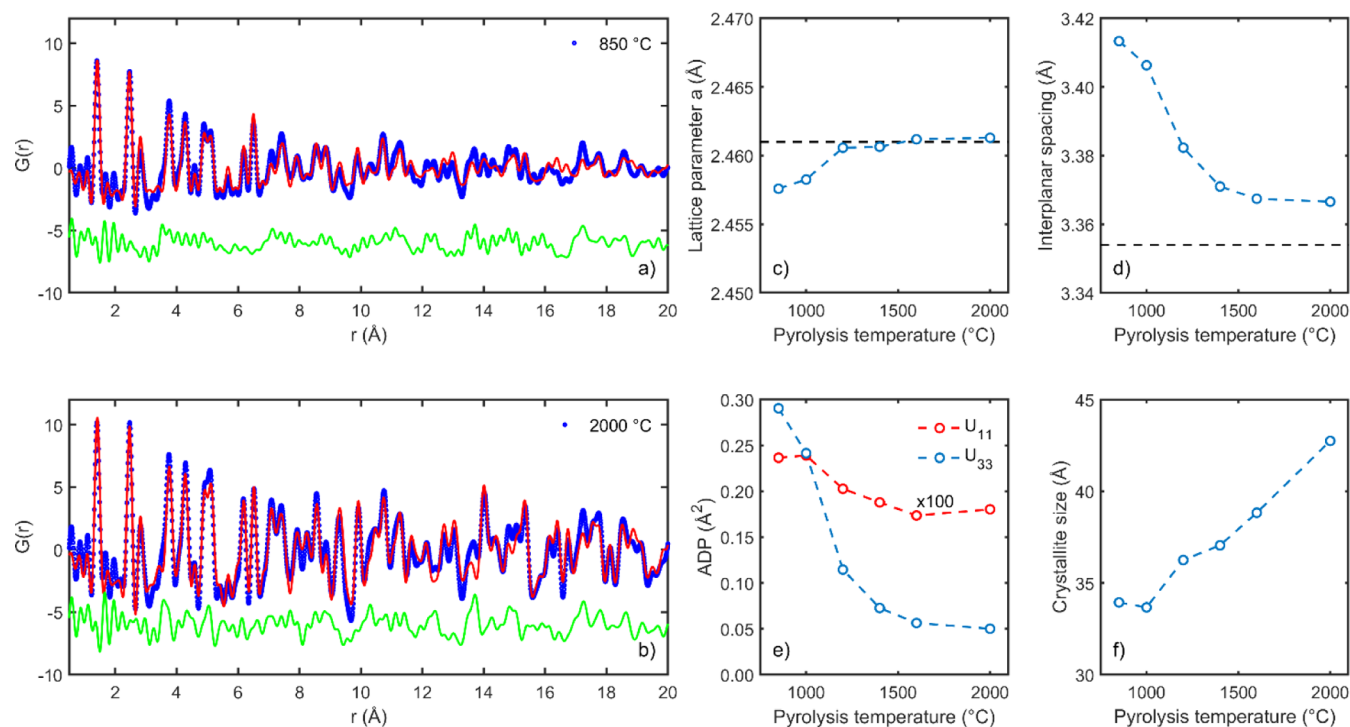 10
5
0
-5
-10
G(r)
850 °C
a)
2 4 6 8 10 12 14 16 18 20
r (Å)
2.470
2.465
2.460
2.455
2.450
Lattice parameter a (Å)
c)
1000 1500 2000
Pyrolysis temperature (°C)
3.42
3.40
3.38
3.36
3.34
Interplanar spacing (Å)
d)
1000 1500 2000
Pyrolysis temperature (°C)
10
5
0
-5
-10
G(r)
2000 °C
b)
2 4 6 8 10 12 14 16 18 20
r (Å)
0.30
0.25
0.20
0.15
0.10
0.05
0.00
ADP (Å²)
U₁₁
U₃₃
x100
e)
1000 1500 2000
Pyrolysis temperature (°C)
45
40
35
30
Crystallite size (Å)
f)
1000 1500 2000
Pyrolysis temperature (°C)